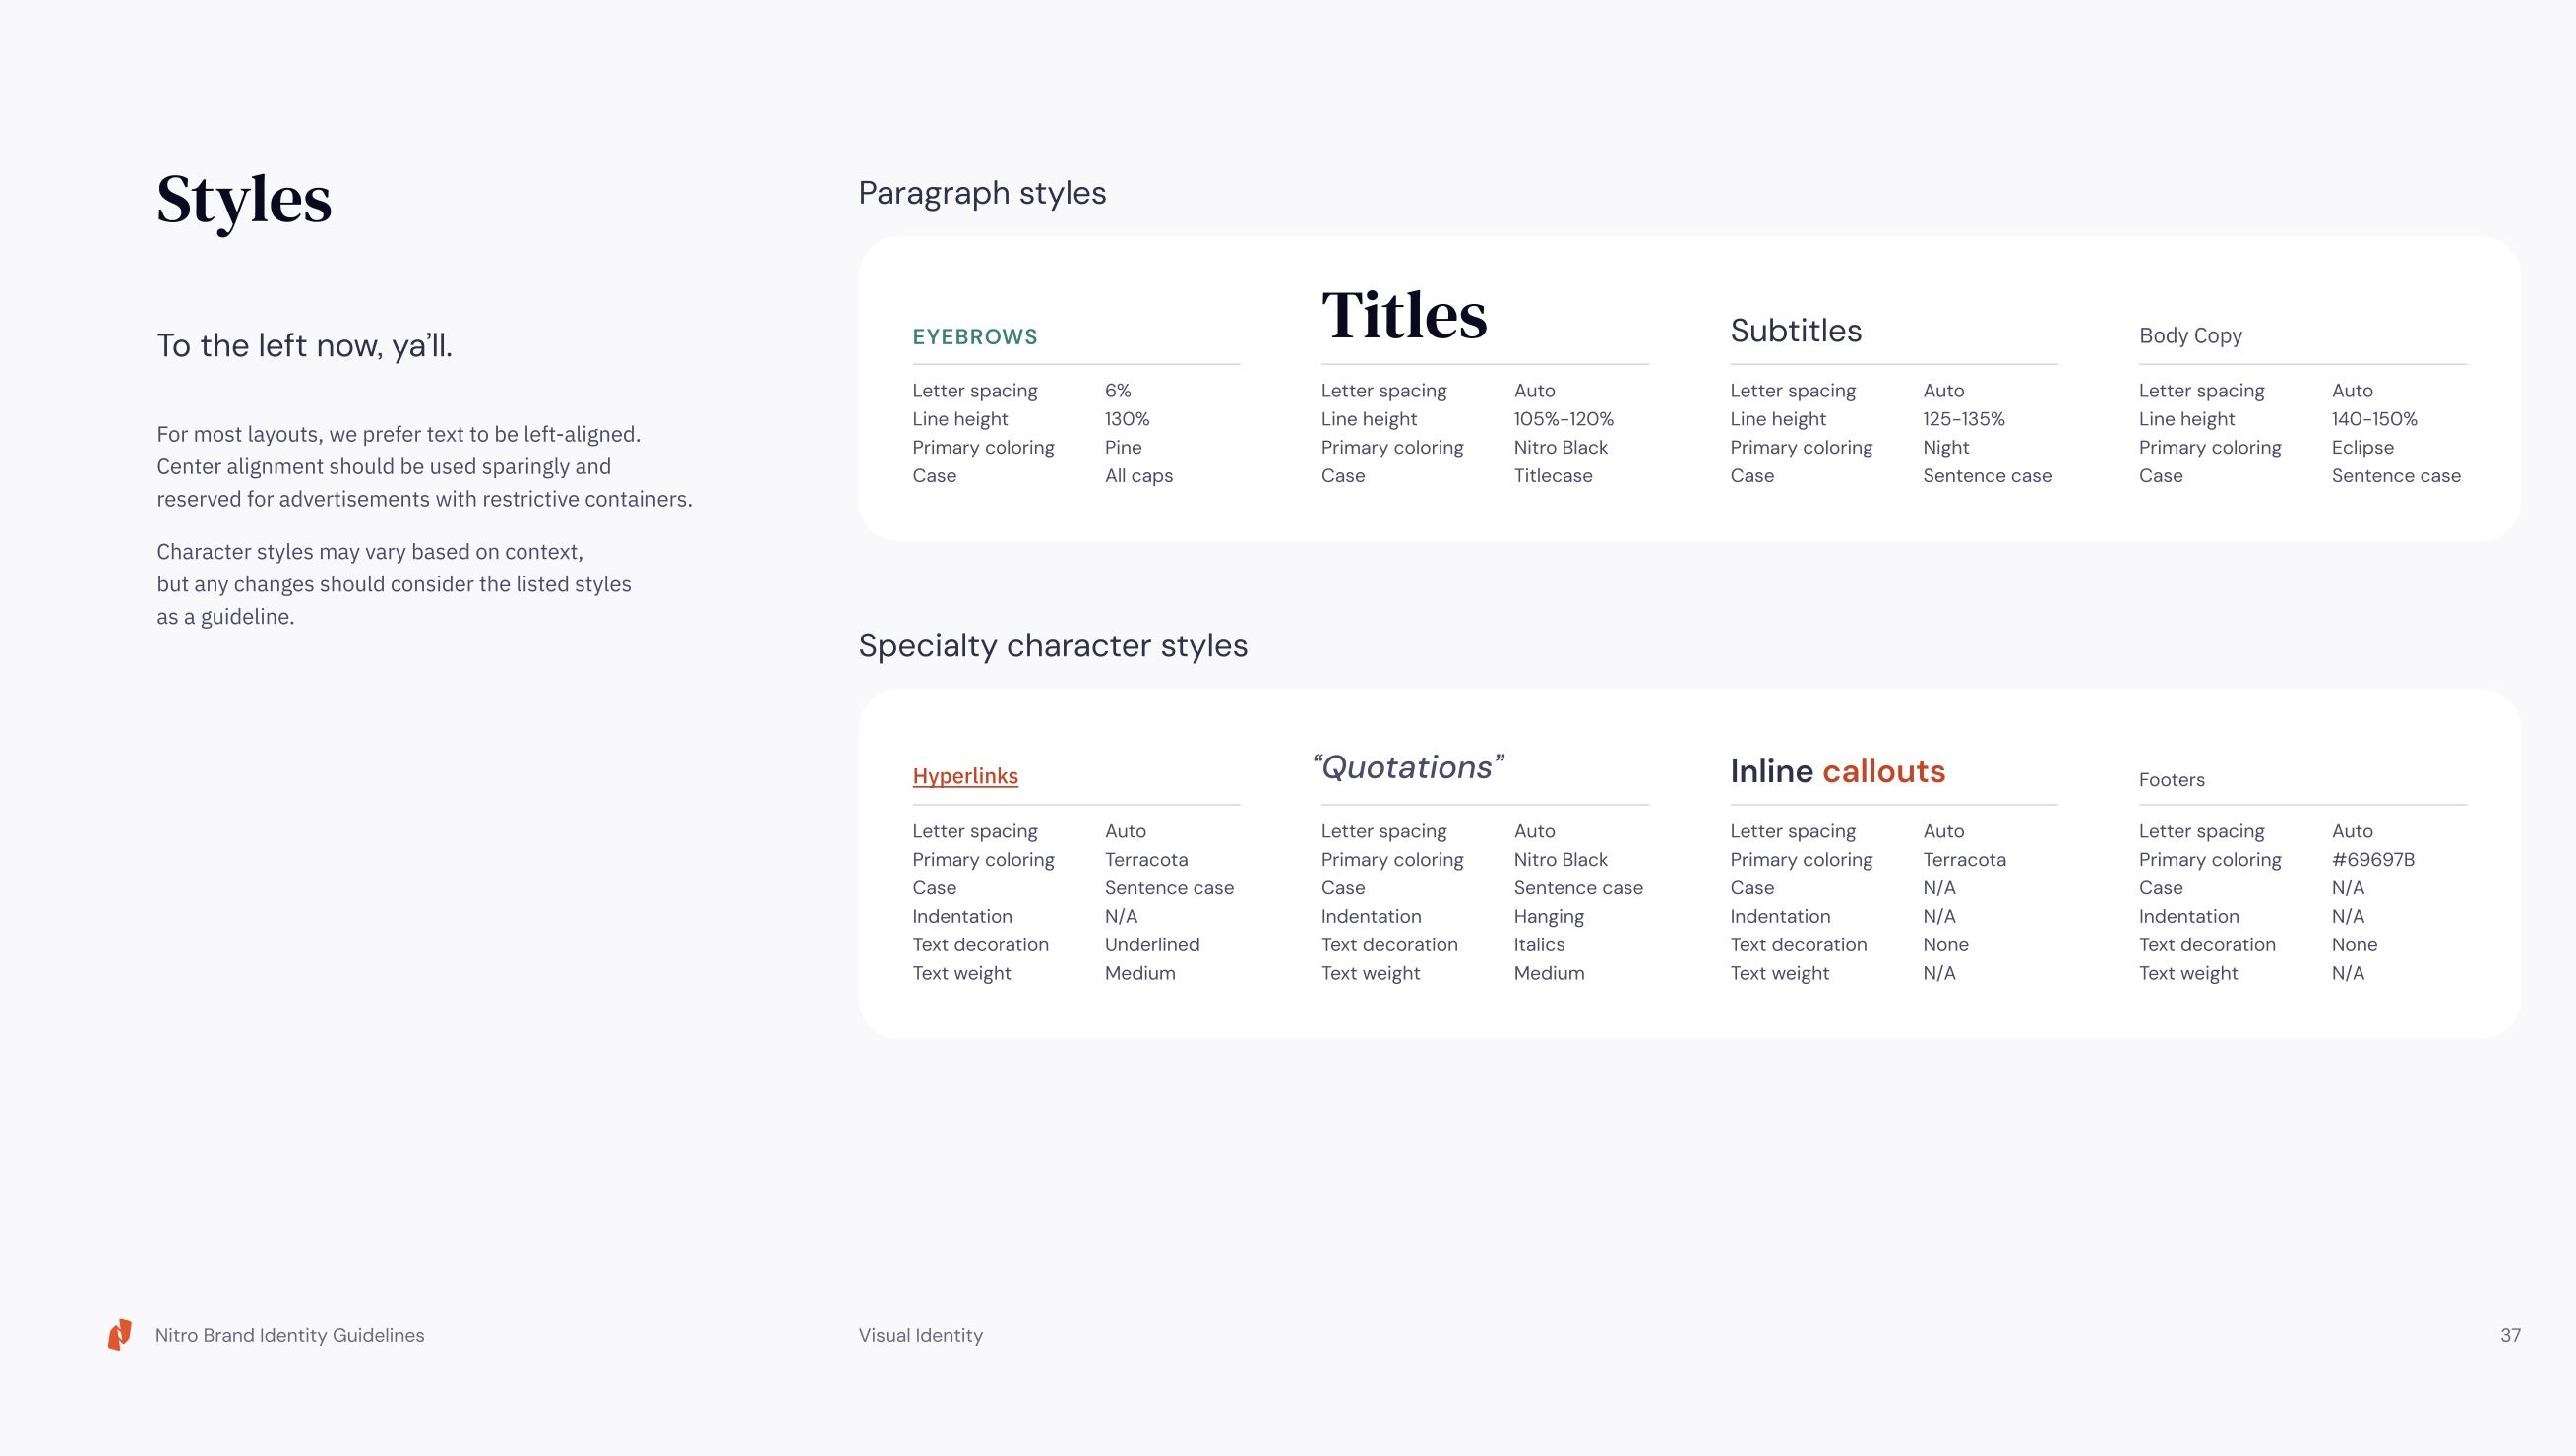 Styles
To the left now, ya’ll.
For most layouts, we prefer text to be left-aligned.
Center alignment should be used sparingly and
reserved for advertisements with restrictive containers.
Character styles may vary based on context,
but any changes should consider the listed styles
as a guideline.
Paragraph styles
EYEBROWS
Letter spacing 6%
Line height 130%
Primary coloring Pine
Case All caps
Titles
Letter spacing Auto
Line height 105%-120%
Primary coloring Nitro Black
Case Titlecase
Subtitles
Letter spacing Auto
Line height 125-135%
Primary coloring Night
Case Sentence case
Body Copy
Letter spacing Auto
Line height 140-150%
Primary coloring Eclipse
Case Sentence case
Specialty character styles
Hyperlinks
Letter spacing Auto
Primary coloring Terracota
Case Sentence case
Indentation N/A
Text decoration Underlined
Text weight Medium
“Quotations”
Letter spacing Auto
Primary coloring Nitro Black
Case Sentence case
Indentation Hanging
Text decoration Italics
Text weight Medium
Inline callouts
Letter spacing Auto
Primary coloring Terracota
Case N/A
Indentation N/A
Text decoration None
Text weight N/A
Footers
Letter spacing Auto
Primary coloring #69697B
Case N/A
Indentation N/A
Text decoration None
Text weight N/A
Nitro Brand Identity Guidelines
Visual Identity
37